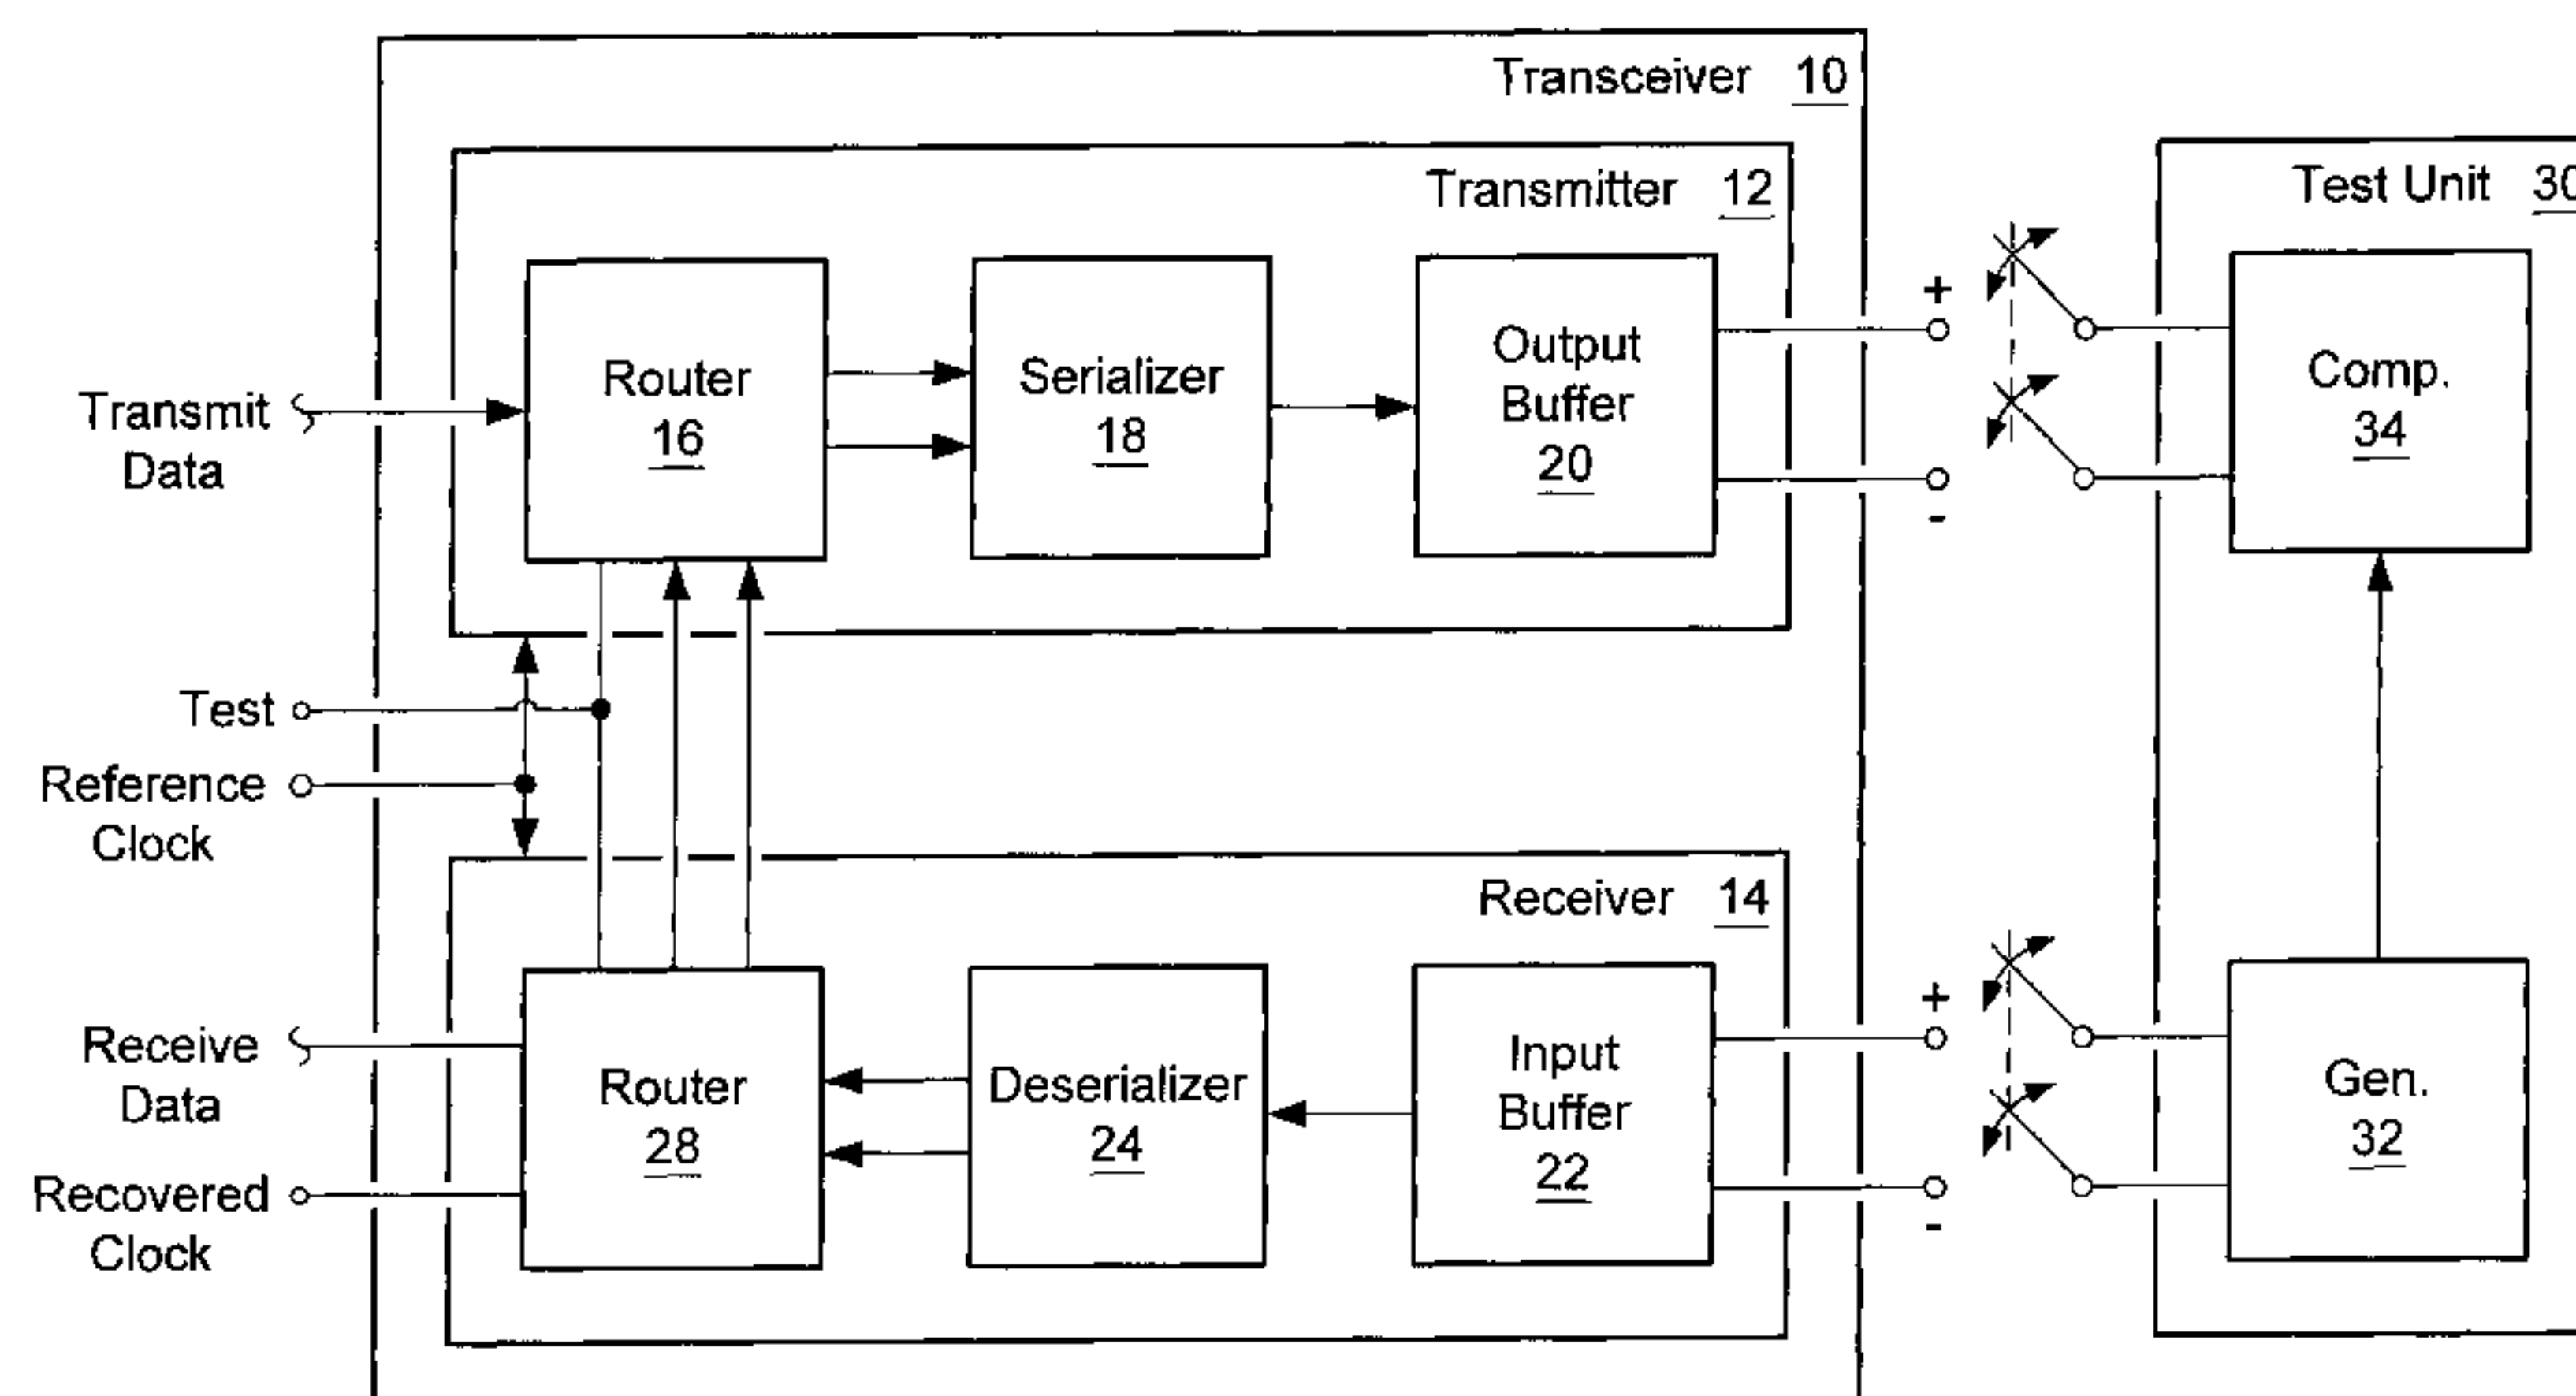 Transceiver 10
Transmitter 12
Test Unit 30
Router
16
Serializer
18
Output
Buffer
20
+
-
Comp.
34
Transmit
Data
Test
Reference
Clock
Receiver 14
Receive
Data
Recovered
Clock
Router
28
Deserializer
24
Input
Buffer
22
+
-
Gen.
32